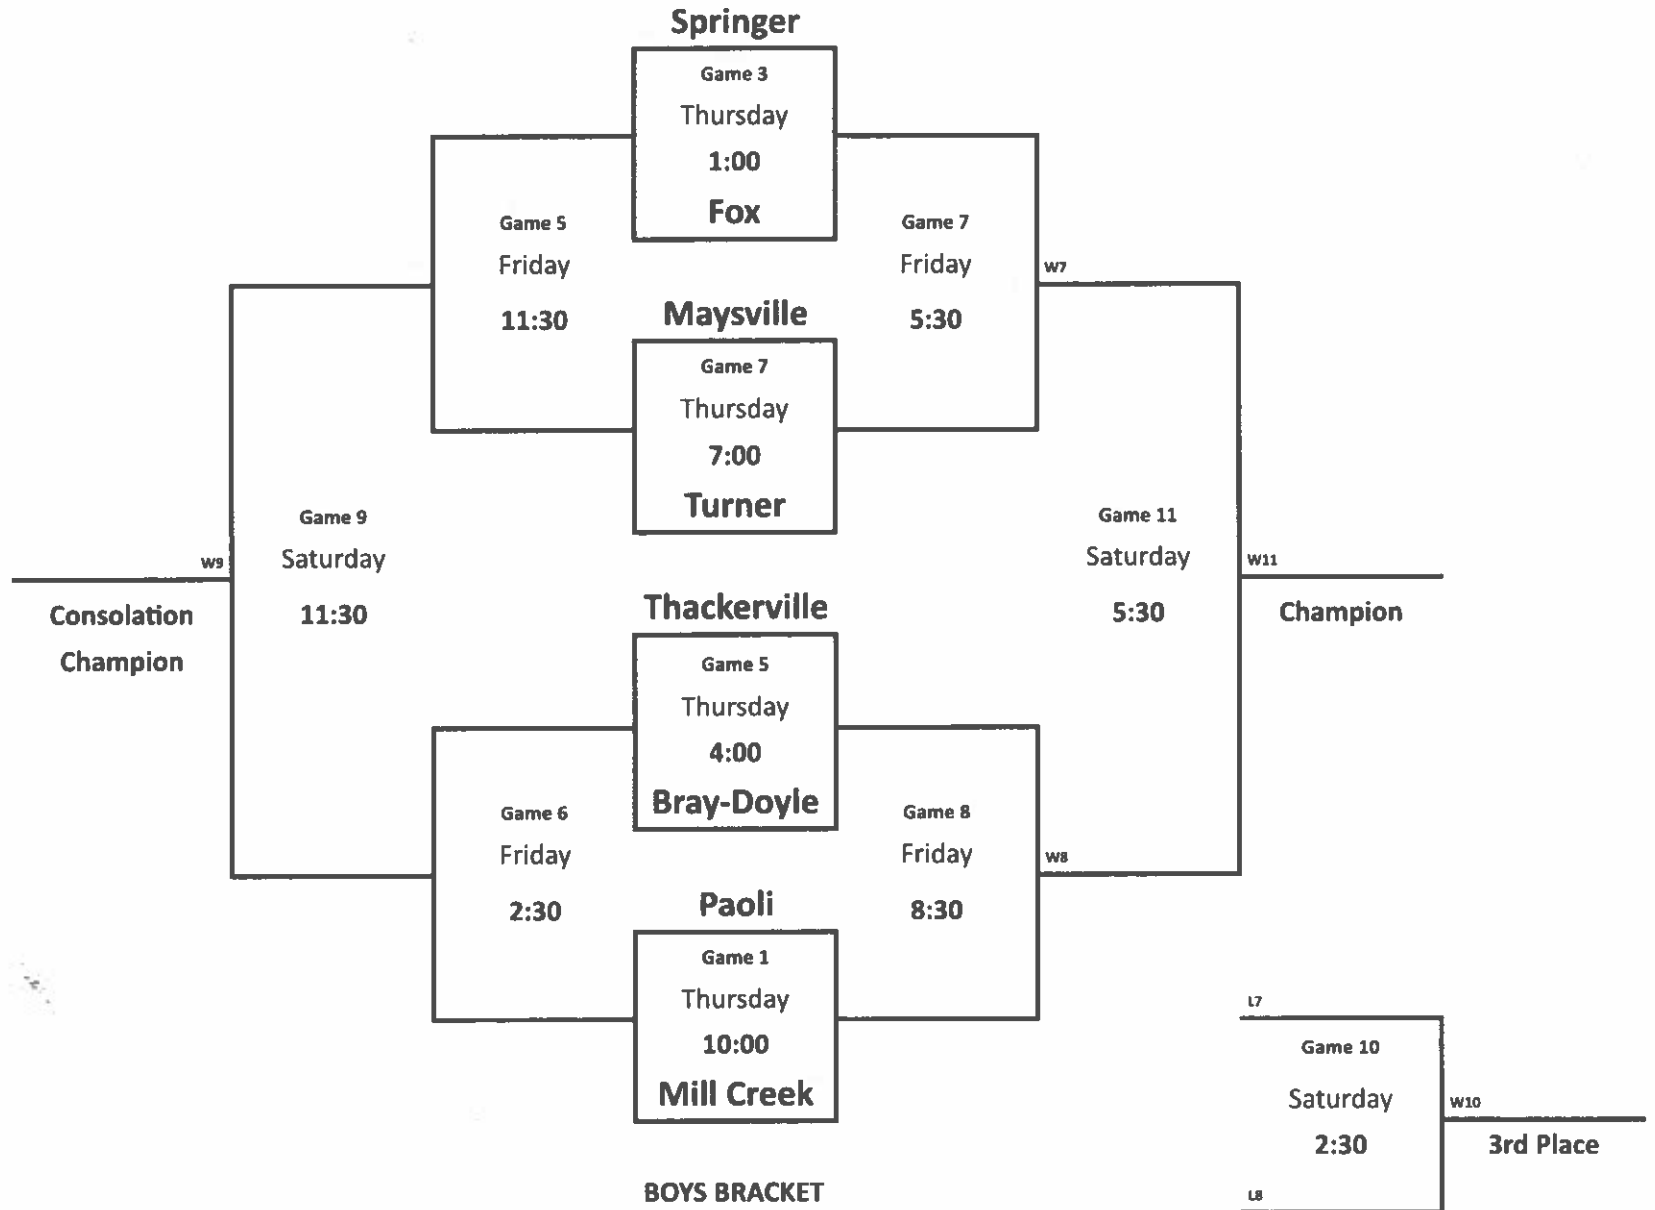 Springer
Game 3
Thursday
1:00
Fox
Game 5
Friday
11:30
Game 7
Friday
5:30
W7
Maysville
Game 7
Thursday
7:00
Turner
Game 9
Saturday
11:30
W9
Consolation
Champion
Game 11
Saturday
5:30
W11
Champion
Thackerville
Game 5
Thursday
4:00
Bray-Doyle
Game 6
Friday
2:30
Game 8
Friday
8:30
W8
Paoli
Game 1
Thursday
10:00
Mill Creek
L7
Game 10
Saturday
2:30
W10
3rd Place
L8
BOYS BRACKET